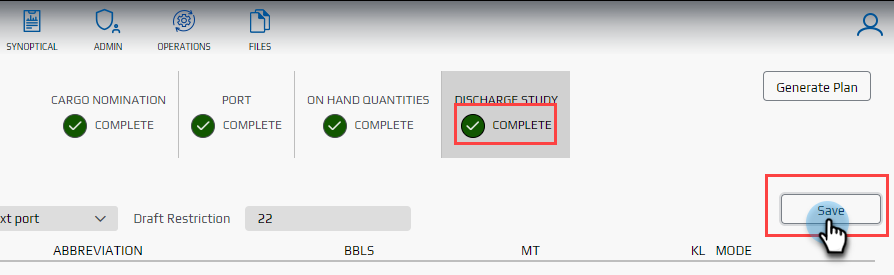 SYNOPTICAL ADMIN OPERATIONS FILES
CARGO NOMINATION PORT ON HAND QUANTITIES DISCHARGE STUDY
COMPLETE COMPLETE COMPLETE COMPLETE
Generate Plan
xt port Draft Restriction 22 Save
ABBREVIATION BBLS MT KL MODE